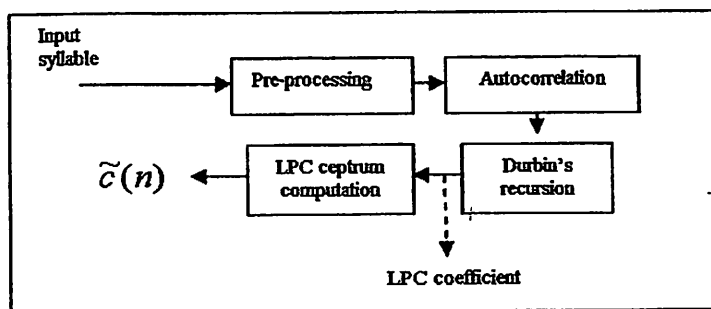 Input
syllable
Pre-processing
Autocorrelation
Durbin's
recursion
LPC ceptrum
computation
c̃(n)
LPC coefficient